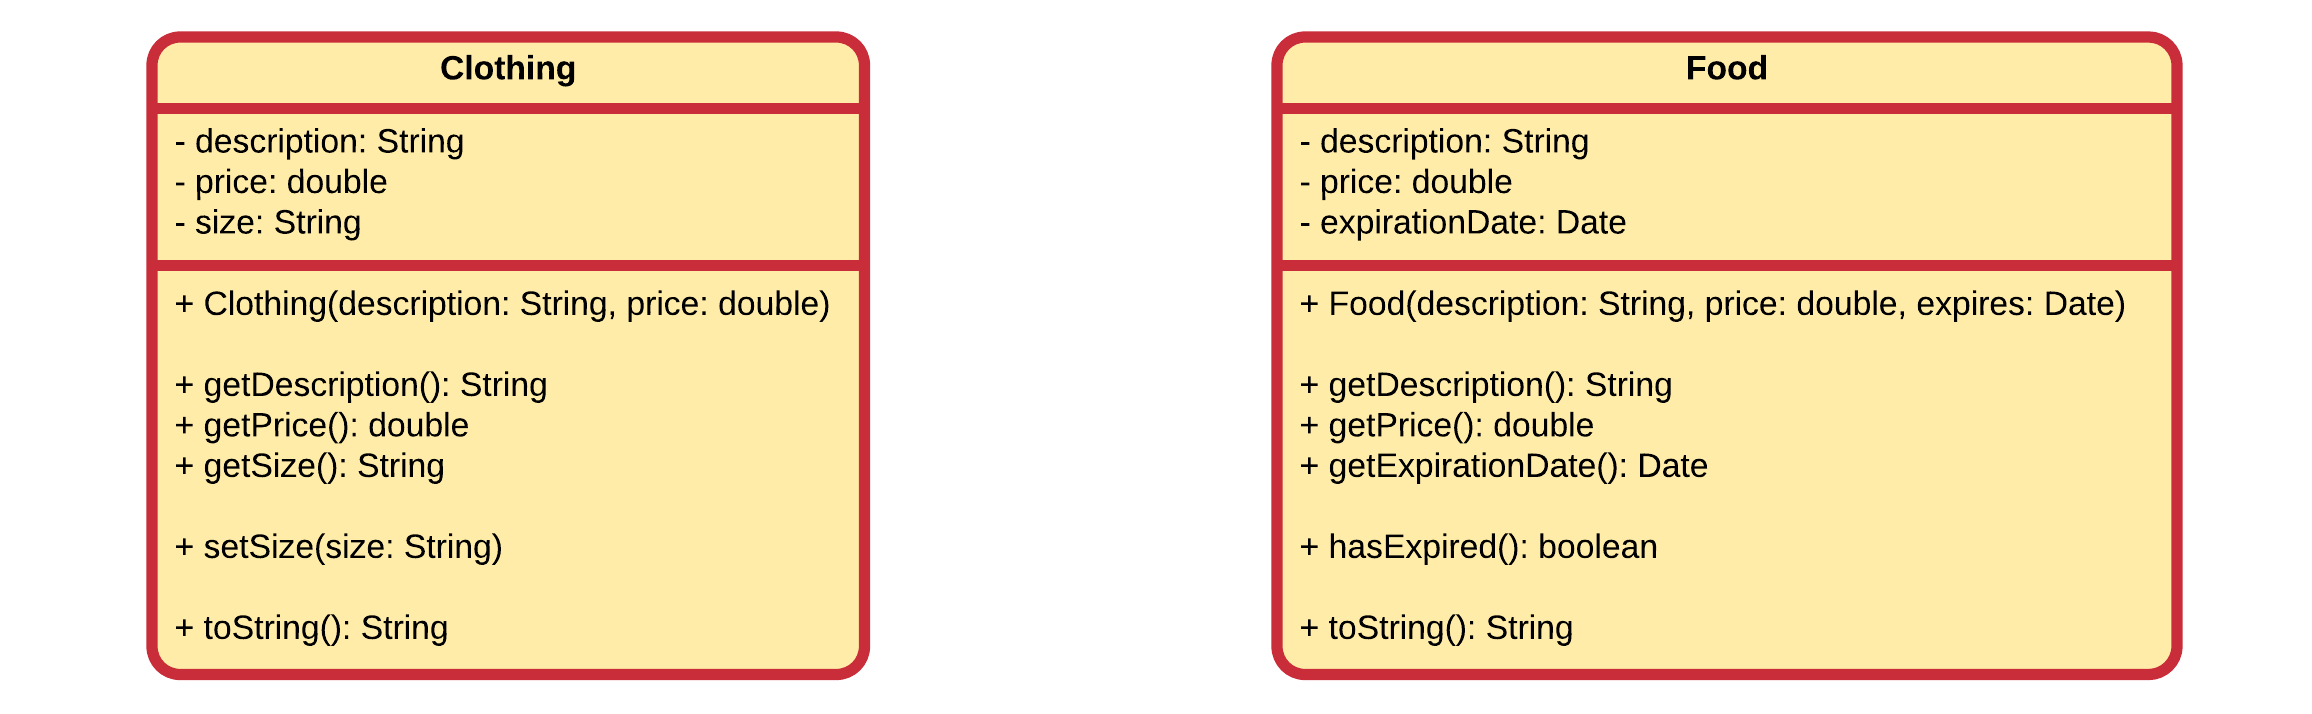 Clothing
- description: String
- price: double
- size: String
+ Clothing(description: String, price: double)
+ getDescription(): String
+ getPrice(): double
+ getSize(): String
+ setSize(size: String)
+ toString(): String
Food
- description: String
- price: double
- expirationDate: Date
+ Food(description: String, price: double, expires: Date)
+ getDescription(): String
+ getPrice(): double
+ getExpirationDate(): Date
+ hasExpired(): boolean
+ toString(): String